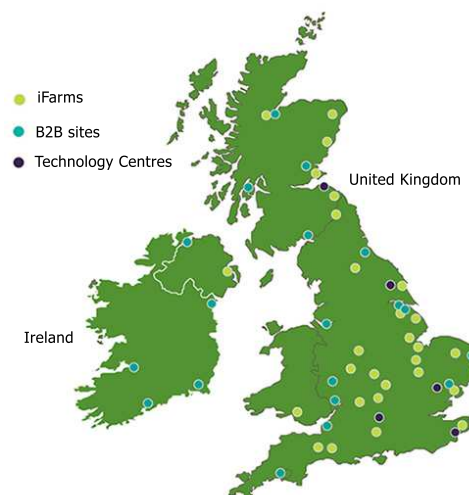 iFarms
B2B sites
Technology Centres
United Kingdom
Ireland